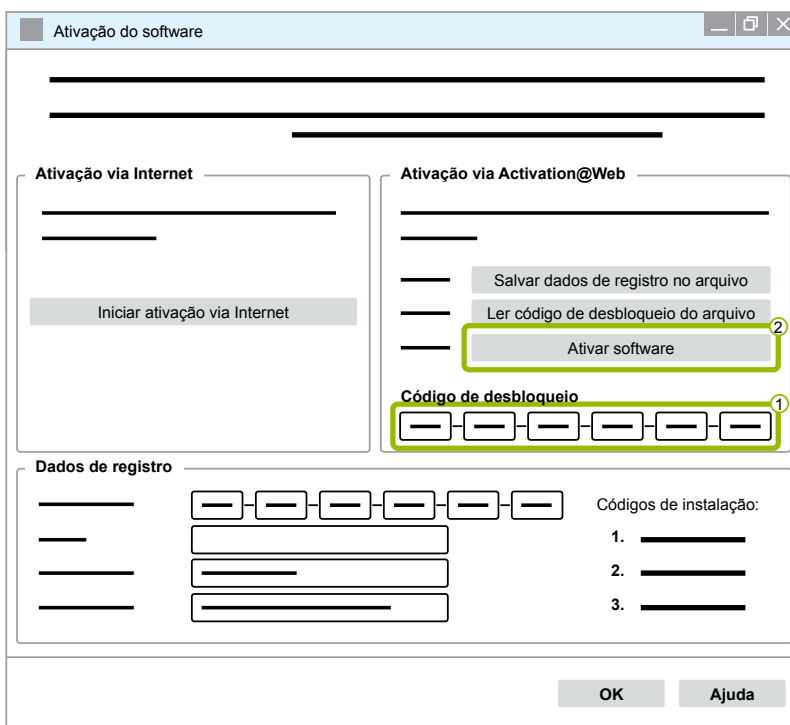 Ativação do software
Ativação via Internet
Iniciar ativação via Internet
Ativação via Activation@Web
Salvar dados de registro no arquivo
Ler código de desbloqueio do arquivo
2
Ativar software
Código de desbloqueio
1
Dados de registro
Códigos de instalação:
1.
2.
3.
OK
Ajuda